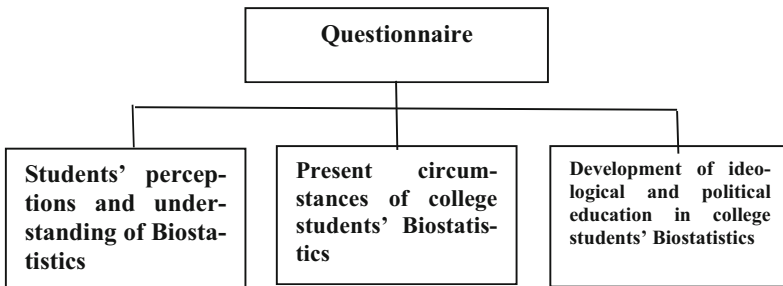 Questionnaire
Students’ percep-
tions and under-
standing of Biosta-
tistics
Present circum-
stances of college
students’ Biostatis-
tics
Development of ideo-
logical and political
education in college
students’ Biostatistics